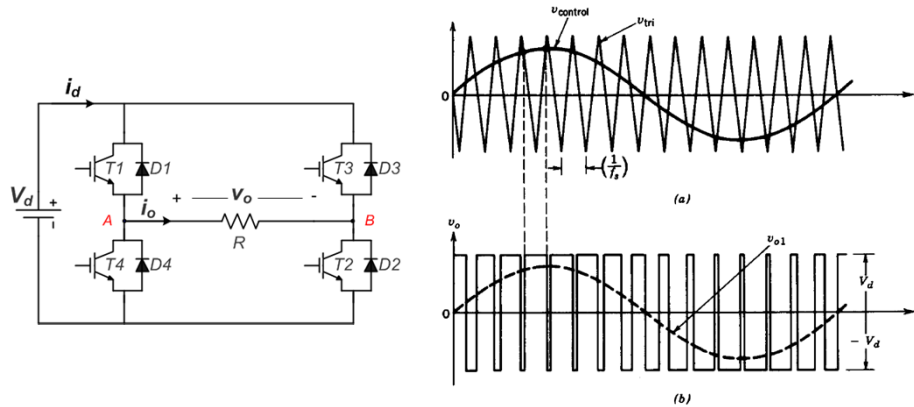 i_d
T1 D1
T3 D3
V_d +
-
+ v_o -
A i_o B
R
T4 D4
T2 D2
v_control
v_tri
0
(1/f_s)
(a)
v_o
v_o1
V_d
0
- V_d
(b)